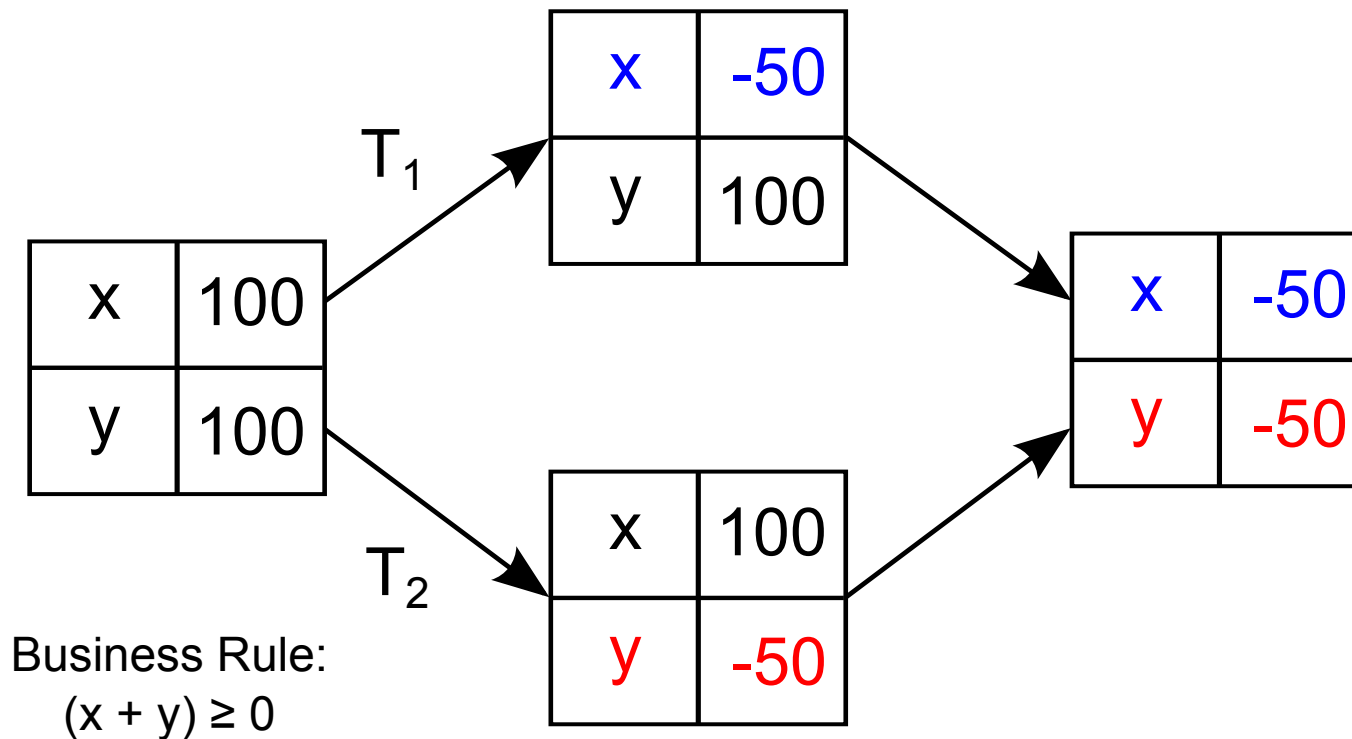 x -50
T₁
y 100
x 100
y 100
x -50
y -50
T₂
x 100
y -50
Business Rule:
(x + y) ≥ 0